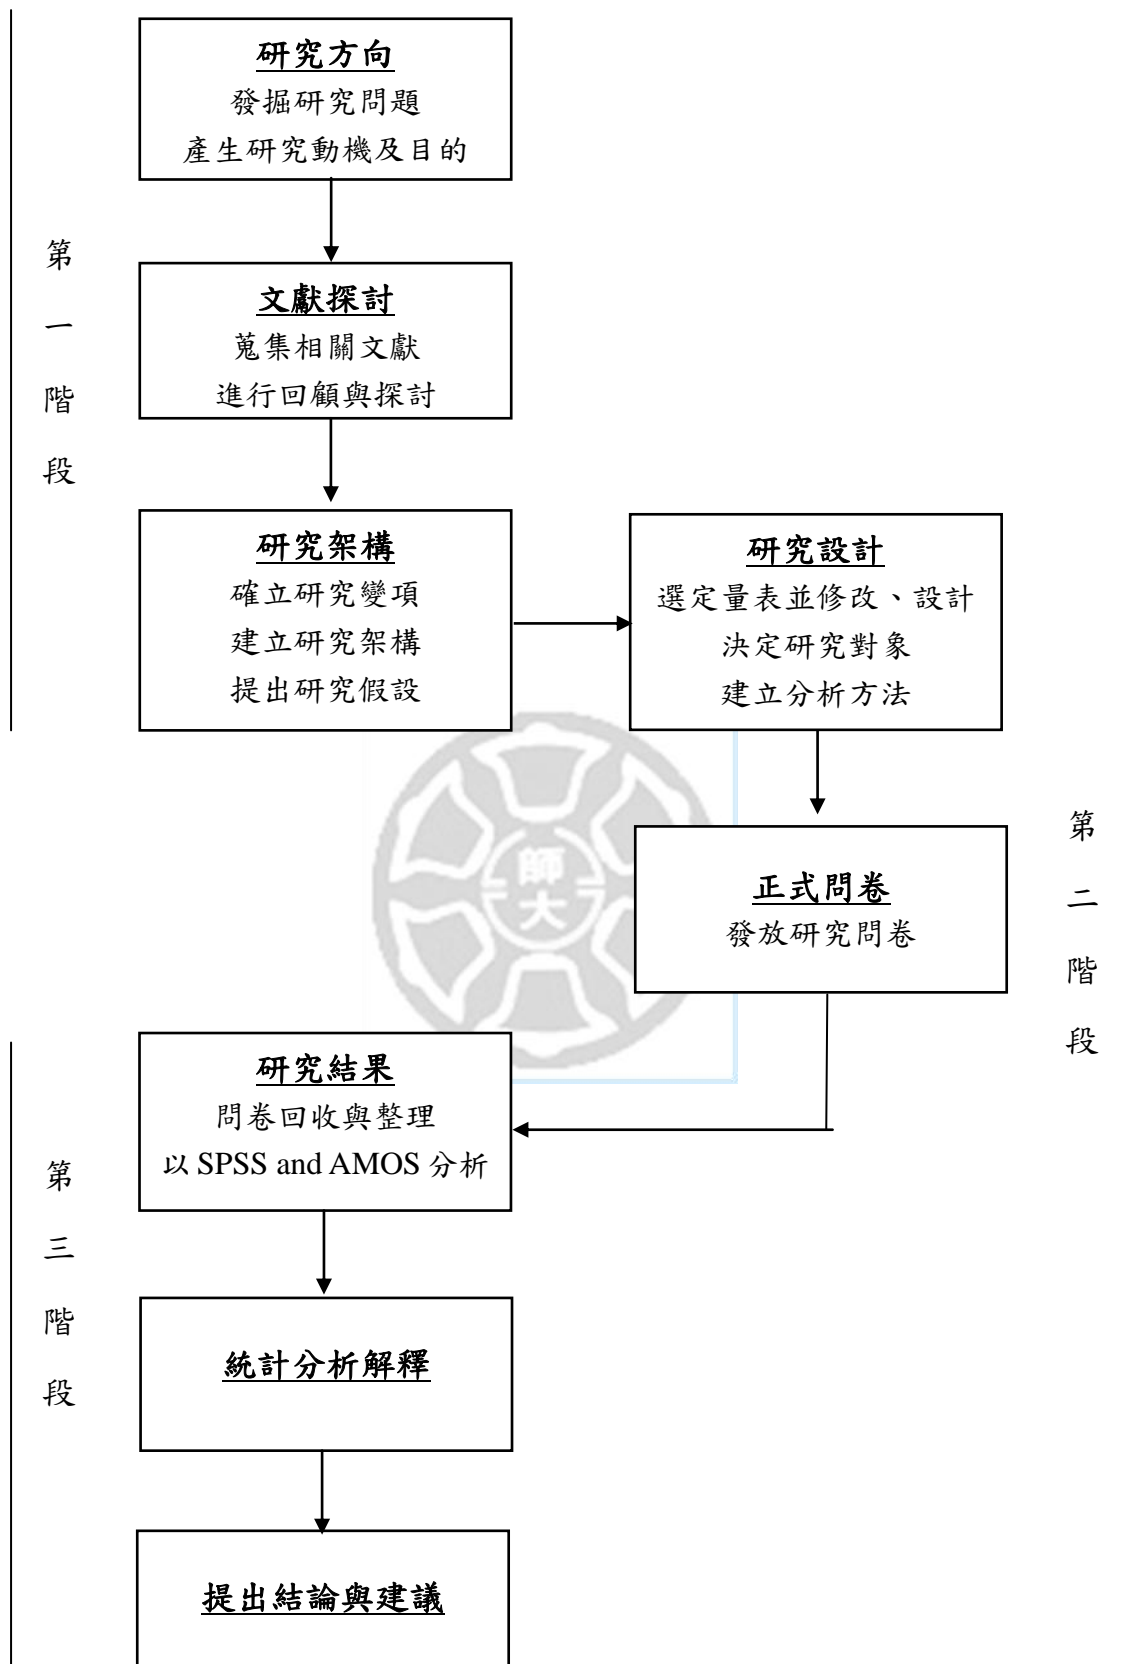 研究方向
發掘研究問題
產生研究動機及目的
第一階段
文獻探討
蒐集相關文獻
進行回顧與探討
研究架構
確立研究變項
建立研究架構
提出研究假設
研究設計
選定量表並修改、設計
決定研究對象
建立分析方法
第二階段
正式問卷
發放研究問卷
師大
研究結果
問卷回收與整理
以 SPSS and AMOS 分析
第三階段
統計分析解釋
提出結論與建議